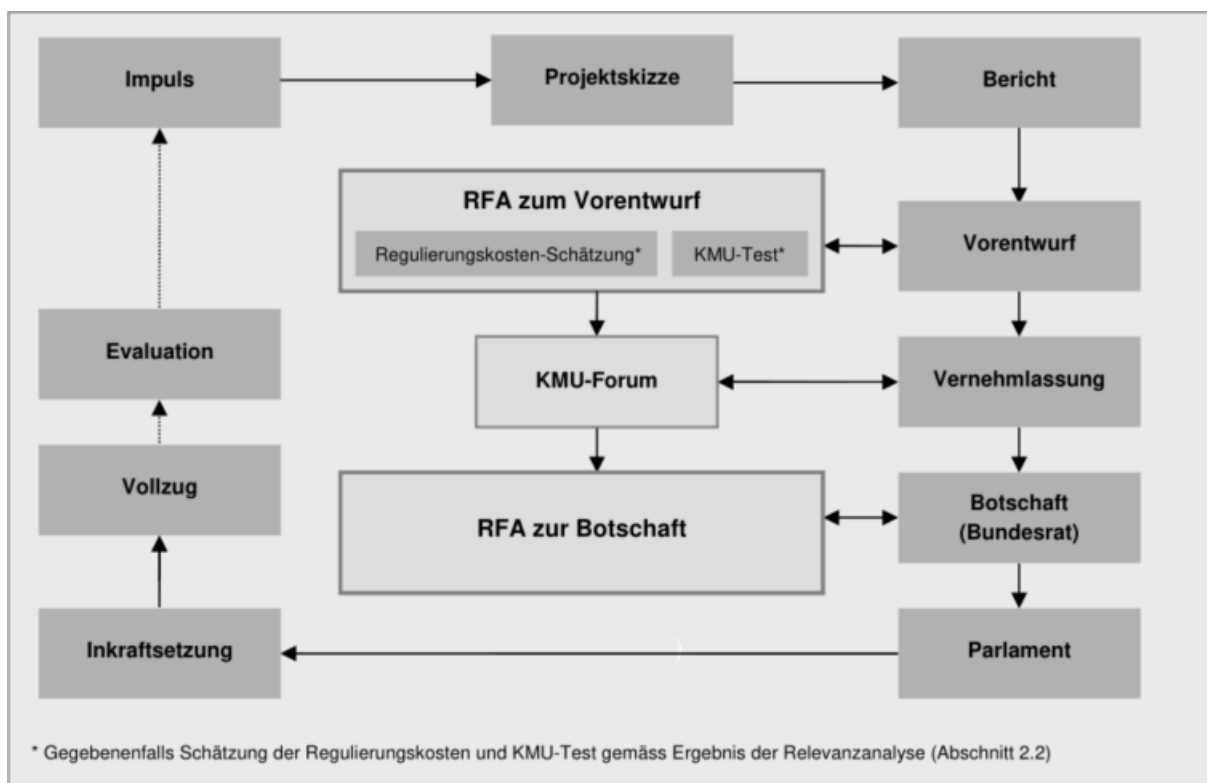 Impuls
Projektskizze
Bericht
RFA zum Vorentwurf
Regulierungskosten-Schätzung*
KMU-Test*
Vorentwurf
Evaluation
KMU-Forum
Vernehmlassung
Vollzug
RFA zur Botschaft
Botschaft
(Bundesrat)
Inkraftsetzung
)
Parlament
* Gegebenenfalls Schätzung der Regulierungskosten und KMU-Test gemäss Ergebnis der Relevanzanalyse (Abschnitt 2.2)